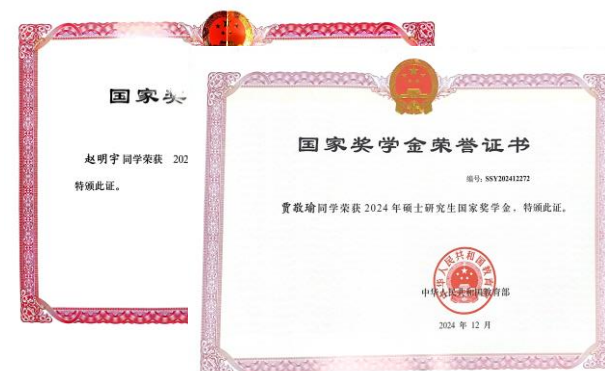 国家奖
赵明宇同学荣获 202
特颁此证。
国家奖学金荣誉证书
编号: SSY202412272
贾敬瑜同学荣获2024年硕士研究生国家奖学金，特颁此证。
中华人民共和国教育部
2024 年 12 月